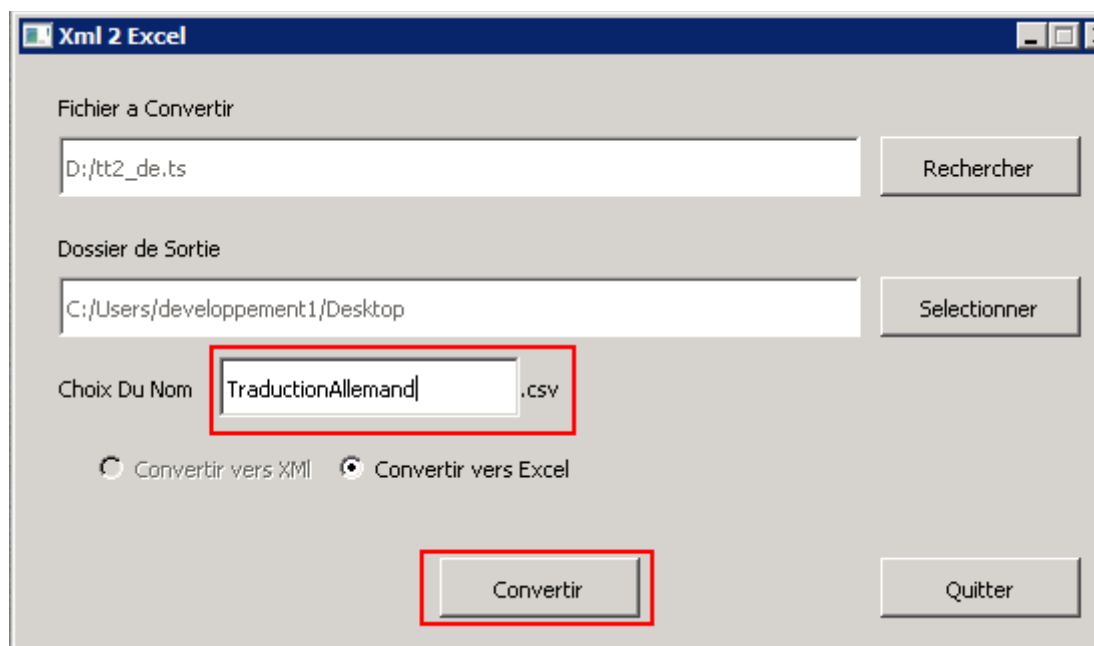 Xml 2 Excel
Fichier a Convertir
D:/tt2_de.ts
Rechercher
Dossier de Sortie
C:/Users/developpement1/Desktop
Selectionner
Choix Du Nom TraductionAllemand .csv
Convertir vers XMl Convertir vers Excel
Convertir
Quitter